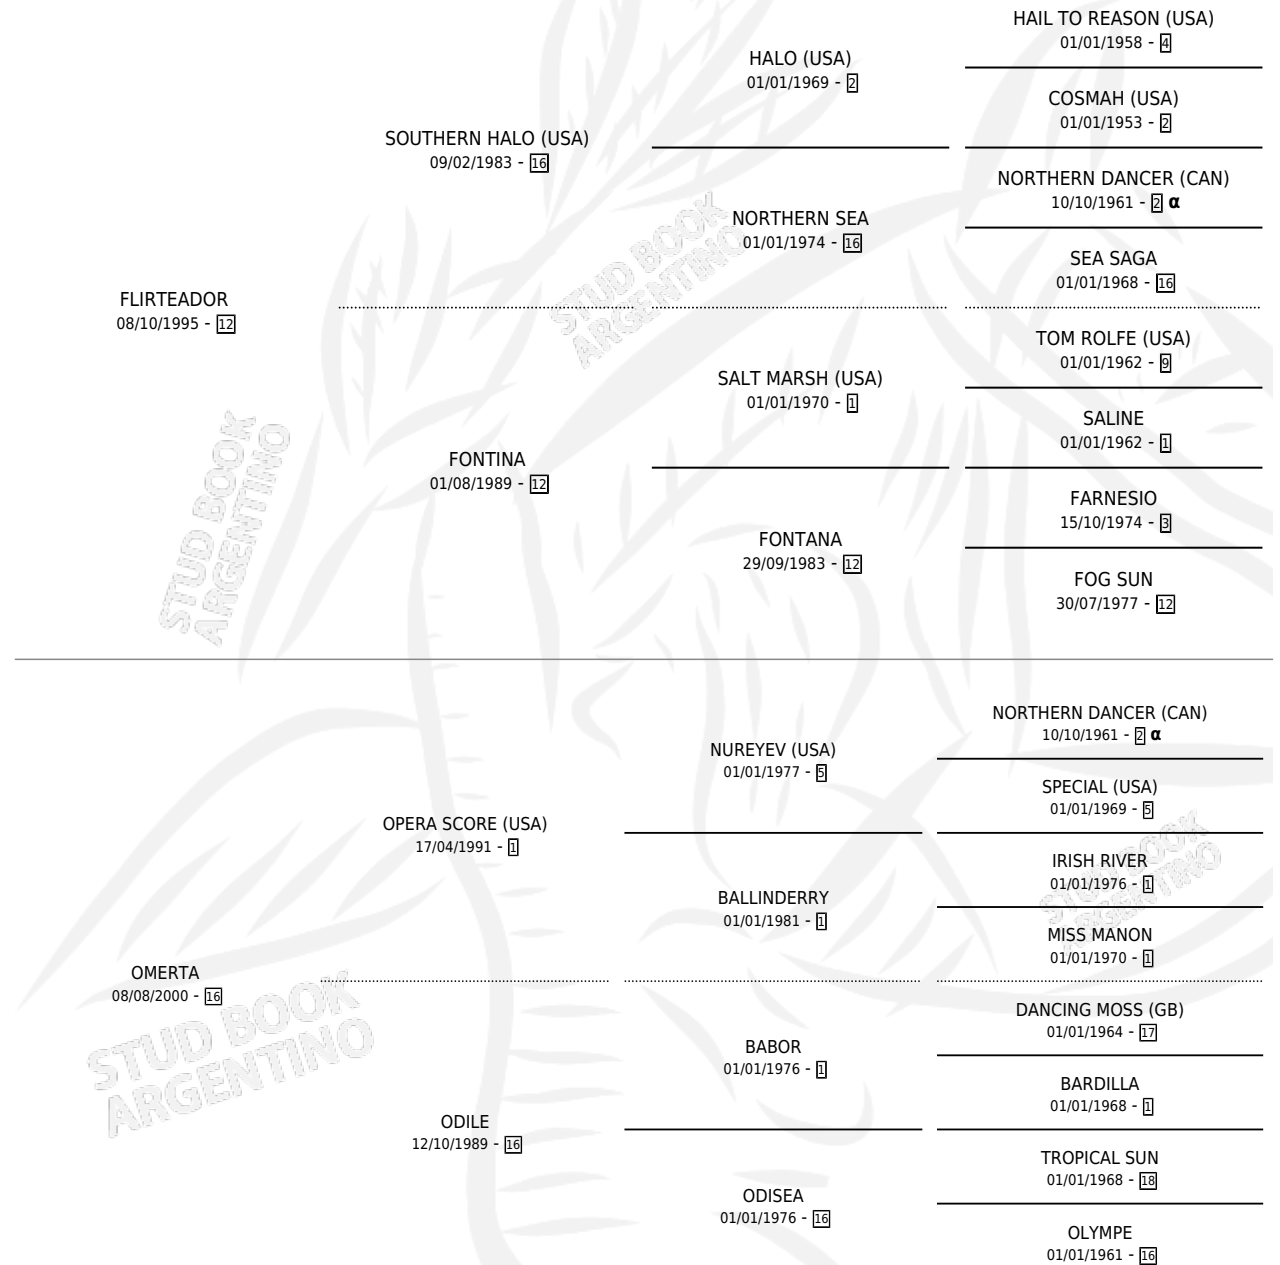 HAIL TO REASON (USA)
01/01/1958 - 4
HALO (USA)
01/01/1969 - 2
COSMAH (USA)
01/01/1953 - 2
SOUTHERN HALO (USA)
09/02/1983 - 16
NORTHERN DANCER (CAN)
10/10/1961 - 2 α
NORTHERN SEA
01/01/1974 - 16
SEA SAGA
01/01/1968 - 16
FLIRTEADOR
08/10/1995 - 12
TOM ROLFE (USA)
01/01/1962 - 9
SALT MARSH (USA)
01/01/1970 - 1
SALINE
01/01/1962 - 1
FONTINA
01/08/1989 - 12
FARNESIO
15/10/1974 - 3
FONTANA
29/09/1983 - 12
FOG SUN
30/07/1977 - 12
NORTHERN DANCER (CAN)
10/10/1961 - 2 α
NUREYEV (USA)
01/01/1977 - 5
SPECIAL (USA)
01/01/1969 - 5
OPERA SCORE (USA)
17/04/1991 - 1
IRISH RIVER
01/01/1976 - 1
BALLINDERRY
01/01/1981 - 1
MISS MANON
01/01/1970 - 1
OMERTA
08/08/2000 - 16
DANCING MOSS (GB)
01/01/1964 - 17
BABOR
01/01/1976 - 1
BARDILLA
01/01/1968 - 1
ODILE
12/10/1989 - 16
TROPICAL SUN
01/01/1968 - 18
ODISEA
01/01/1976 - 16
OLYMPE
01/01/1961 - 16
STUD BOOK
ARGENTINO
STUD BOOK
ARGENTINO
STUD BOOK
ARGENTINO
STUD BOOK
ARGENTINO